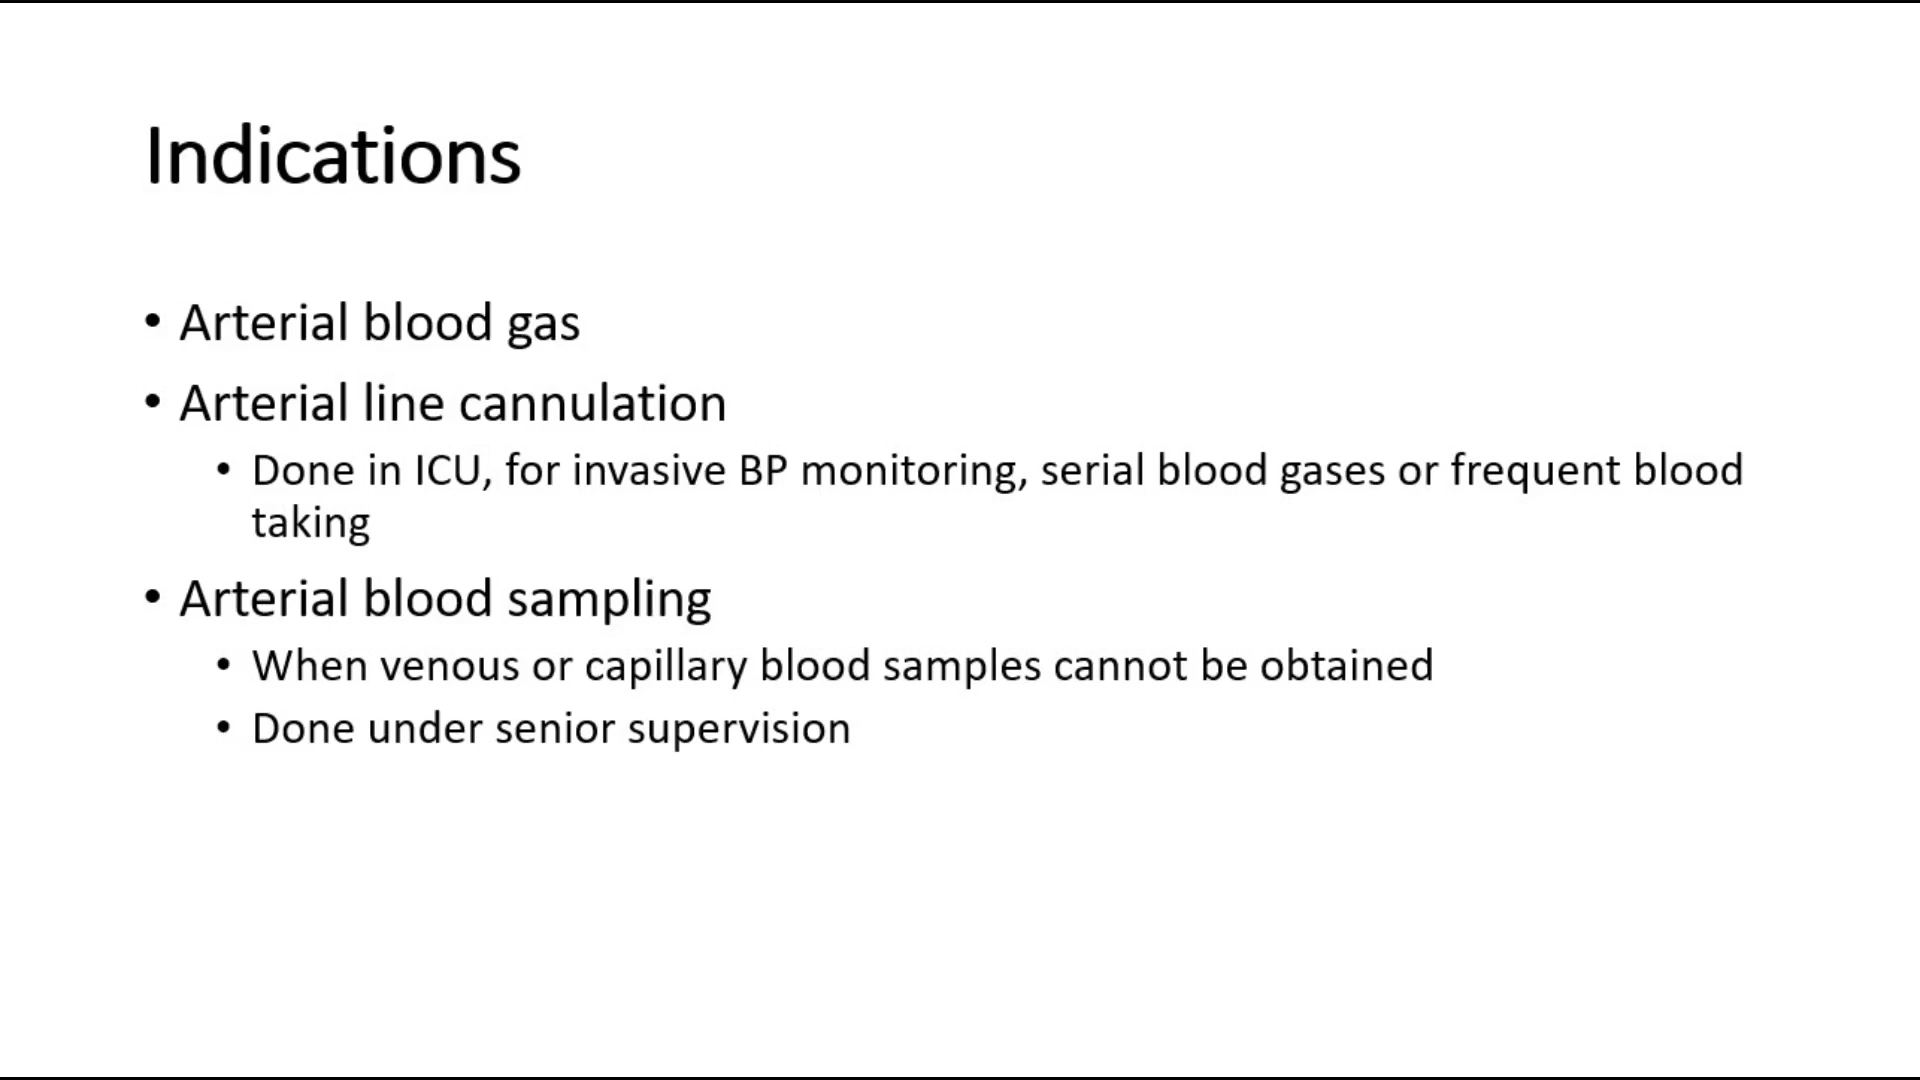 Indications
• Arterial blood gas
• Arterial line cannulation
• Done in ICU, for invasive BP monitoring, serial blood gases or frequent blood
taking
• Arterial blood sampling
• When venous or capillary blood samples cannot be obtained
• Done under senior supervision